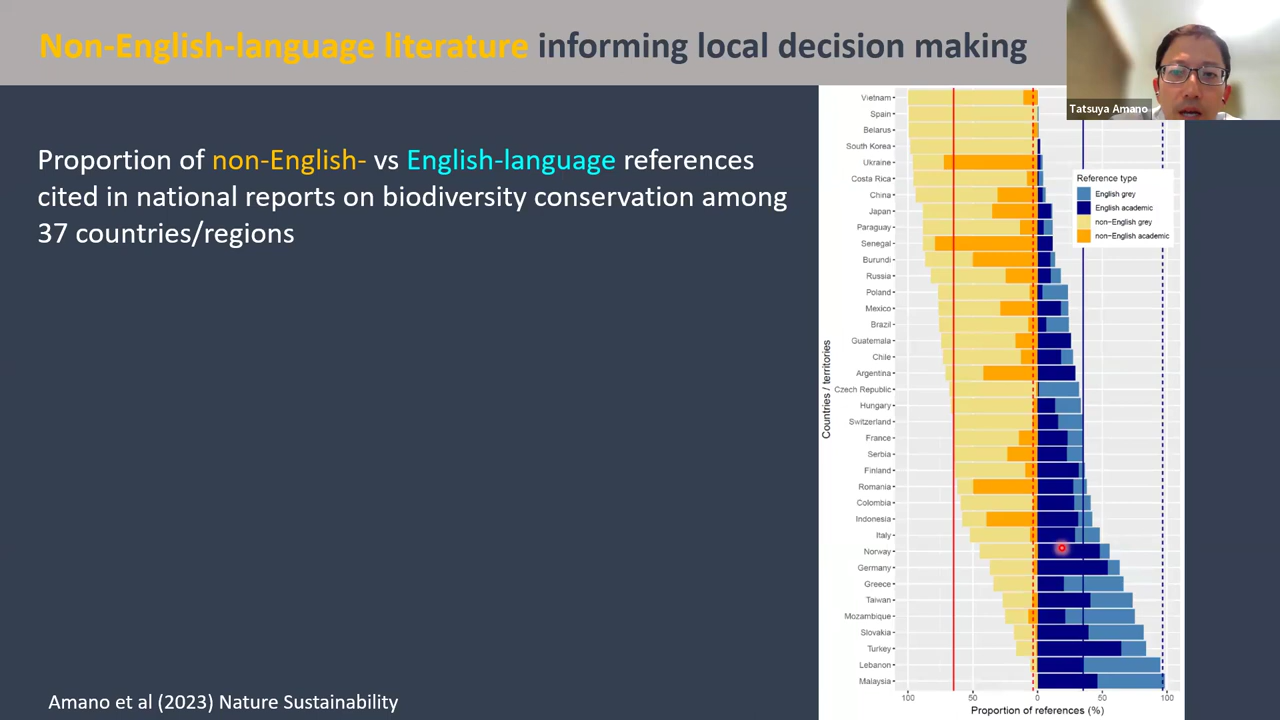 Non-English-language literature informing local decision making
Tatsuya Amano
Proportion of non-English- vs English-language references
cited in national reports on biodiversity conservation among
37 countries/regions
Vietnam
Spain
Belarus
South Korea
Ukraine
Costa Rica
China
Japan
Paraguay
Senegal
Burundi
Russia
Poland
Mexico
Brazil
Guatemala
Chile
Argentina
Czech Republic
Hungary
Switzerland
France
Serbia
Finland
Romania
Colombia
Indonesia
Italy
Norway
Germany
Greece
Taiwan
Mozambique
Slovakia
Turkey
Lebanon
Malaysia
Countries / territories
Reference type
English grey
English academic
non-English grey
non-English academic
100 50 0 50 100
Proportion of references (%)
Amano et al (2023) Nature Sustainability